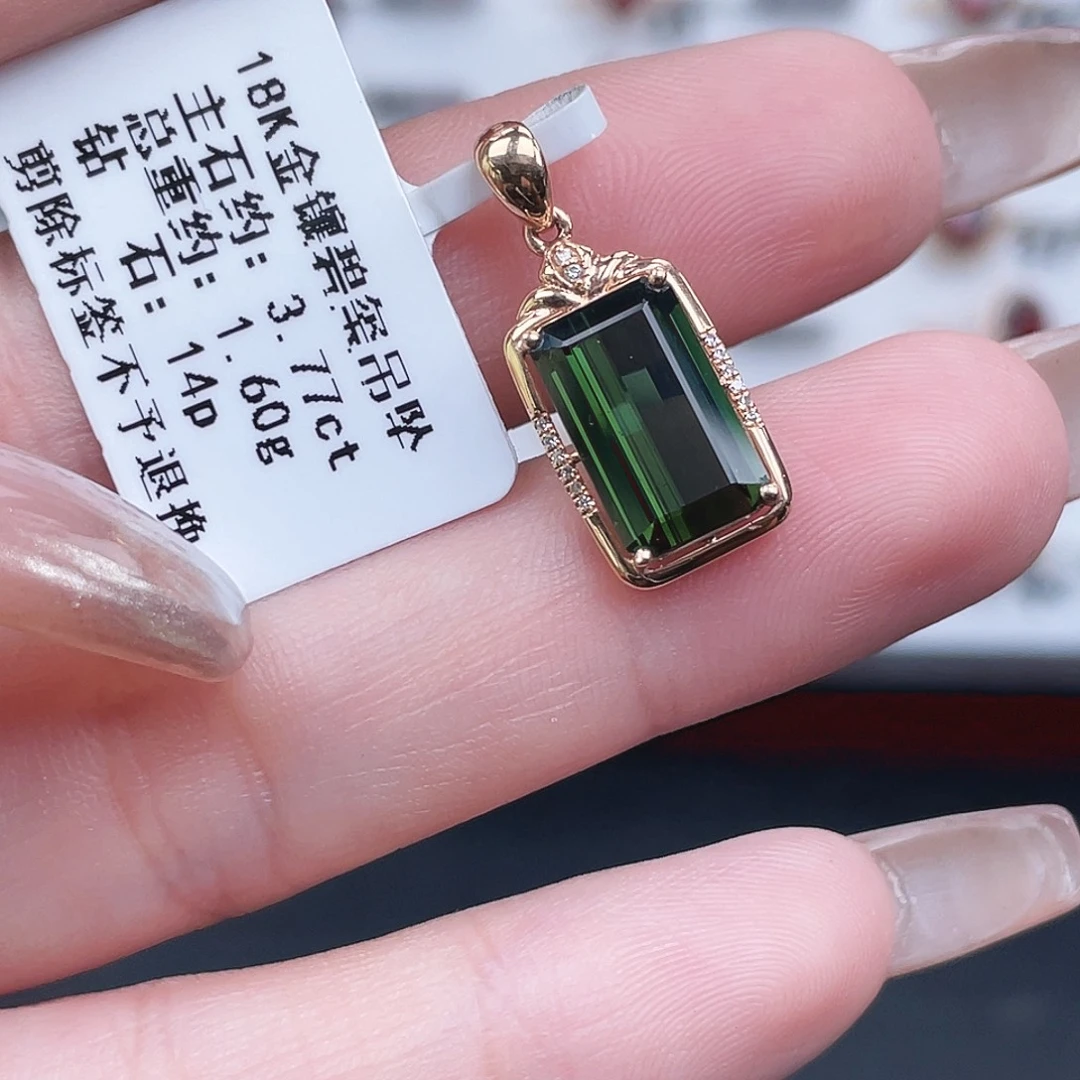 18K金镶碧玺吊坠
主石约: 3.77ct
总重约: 1.60g
钻 石: 14p
剪除标签不予退换